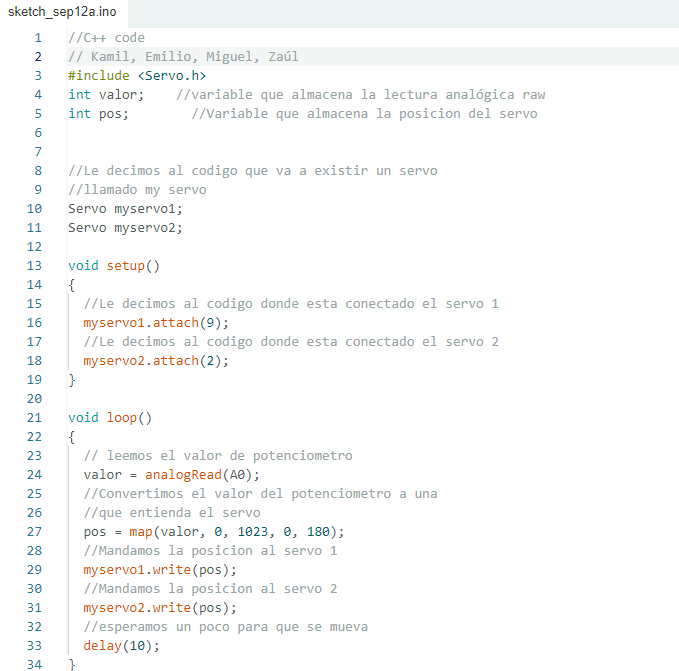 sketch_sep12a.ino
1 //C++ code
2 // Kamil, Emilio, Miguel, Zaúl
3 #include <Servo.h>
4 int valor;    //variable que almacena la lectura analógica raw
5 int pos;        //Variable que almacena la posicion del servo
6
7
8 //Le decimos al codigo que va a existir un servo
9 //llamado my servo
10 Servo myservo1;
11 Servo myservo2;
12
13 void setup()
14 {
15   //Le decimos al codigo donde esta conectado el servo 1
16   myservo1.attach(9);
17   //Le decimos al codigo donde esta conectado el servo 2
18   myservo2.attach(2);
19 }
20
21 void loop()
22 {
23   // leemos el valor de potenciometro
24   valor = analogRead(A0);
25   //Convertimos el valor del potenciometro a una
26   //que entienda el servo
27   pos = map(valor, 0, 1023, 0, 180);
28   //Mandamos la posicion al servo 1
29   myservo1.write(pos);
30   //Mandamos la posicion al servo 2
31   myservo2.write(pos);
32   //esperamos un poco para que se mueva
33   delay(10);
34 }